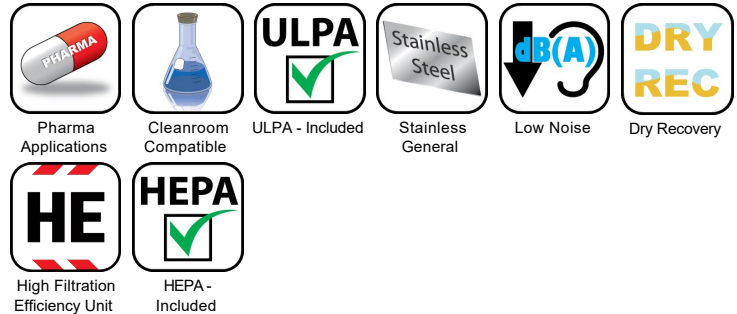 PHARMA
ULPA
Stainless
Steel
dB(A)
DRY
REC
Pharma
Applications
Cleanroom
Compatible
ULPA - Included
Stainless
General
Low Noise
Dry Recovery
HE
HEPA
High Filtration
Efficiency Unit
HEPA -
Included